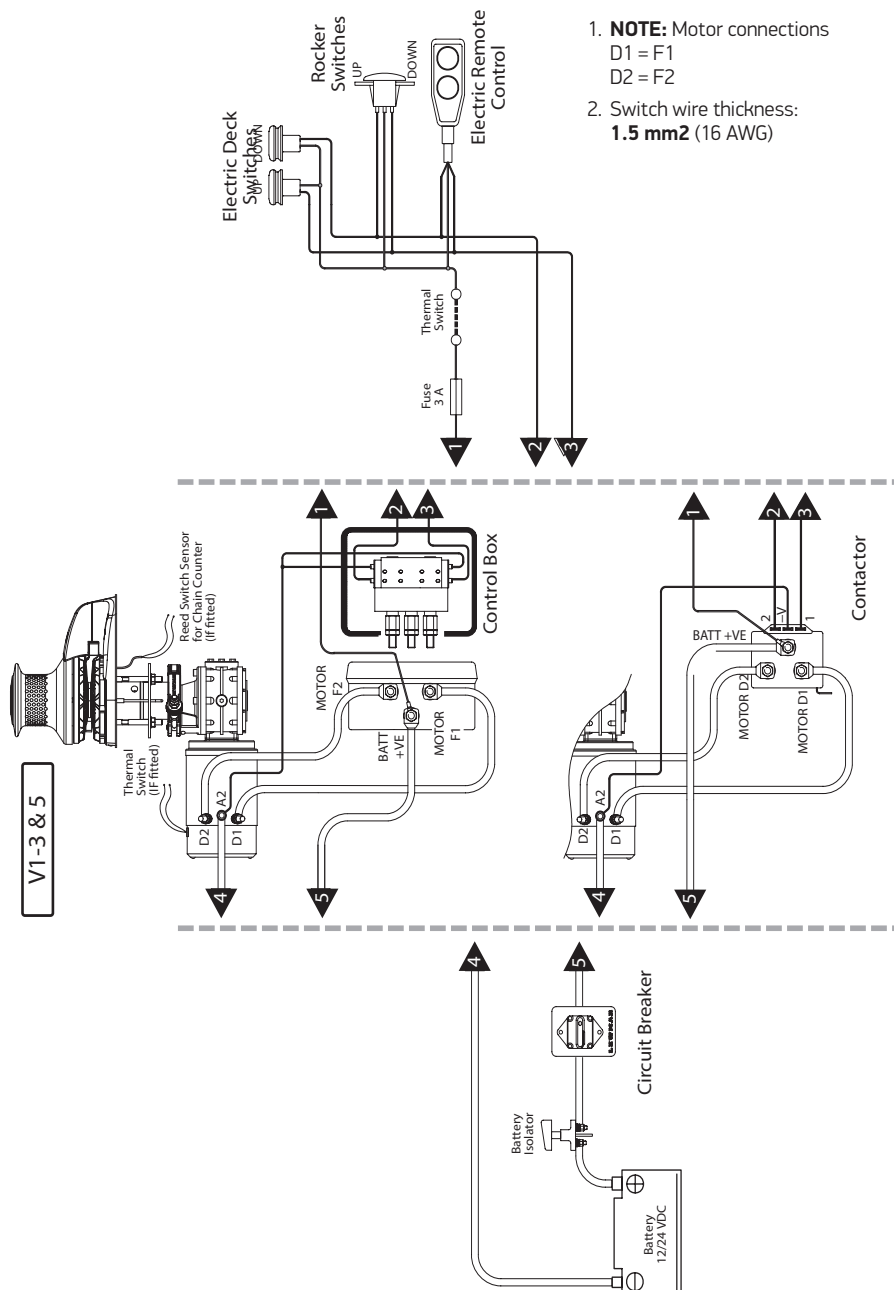 1. NOTE: Motor connections
D1 = F1
D2 = F2
2. Switch wire thickness:
1.5 mm2 (16 AWG)
V1-3 & 5
Electric Deck
Switches
UP
DOWN
Rocker
Switches
UP
DOWN
Electric Remote
Control
Thermal
Switch
Fuse
3 A
1
2
3
Reed Switch Sensor
for Chain Counter
(If fitted)
Thermal
Switch
(IF fitted)
D2
A2
D1
4
5
MOTOR
F2
BATT
+VE
MOTOR
F1
1
2
3
Control Box
D2
A2
D1
4
5
BATT +VE
MOTOR D2
MOTOR D1
2
–V
1
1
2
3
Contactor
4
5
LEWMAR
Circuit Breaker
Battery
Isolator
Battery
12/24 VDC